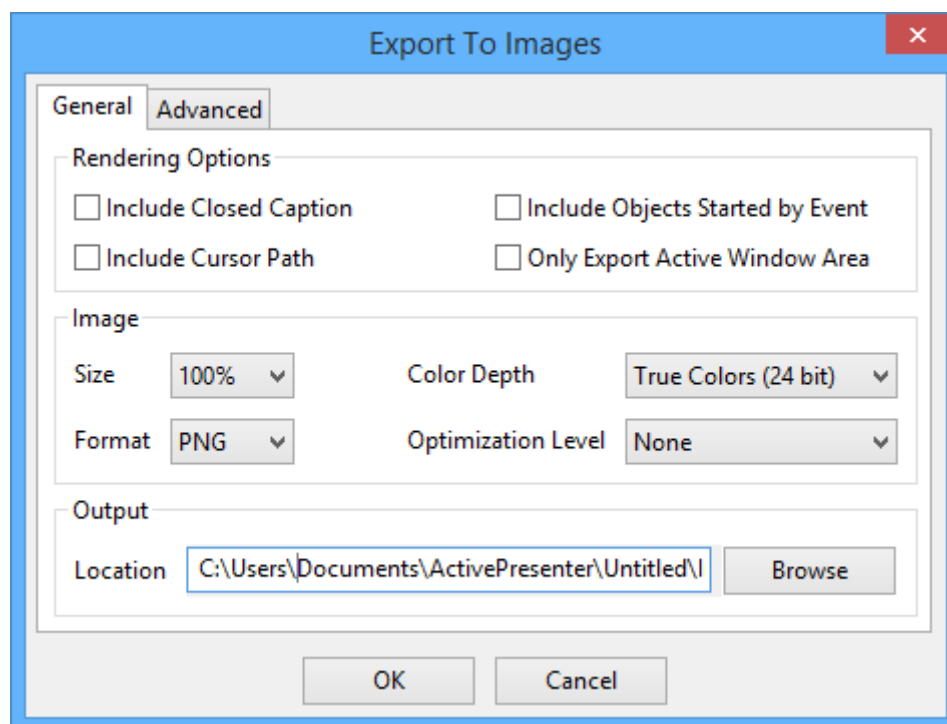 Export To Images
General Advanced
Rendering Options
Include Closed Caption Include Objects Started by Event
Include Cursor Path Only Export Active Window Area
Image
Size 100% Color Depth True Colors (24 bit)
Format PNG Optimization Level None
Output
Location C:\Users\Documents\ActivePresenter\Untitled\ Browse
OK Cancel